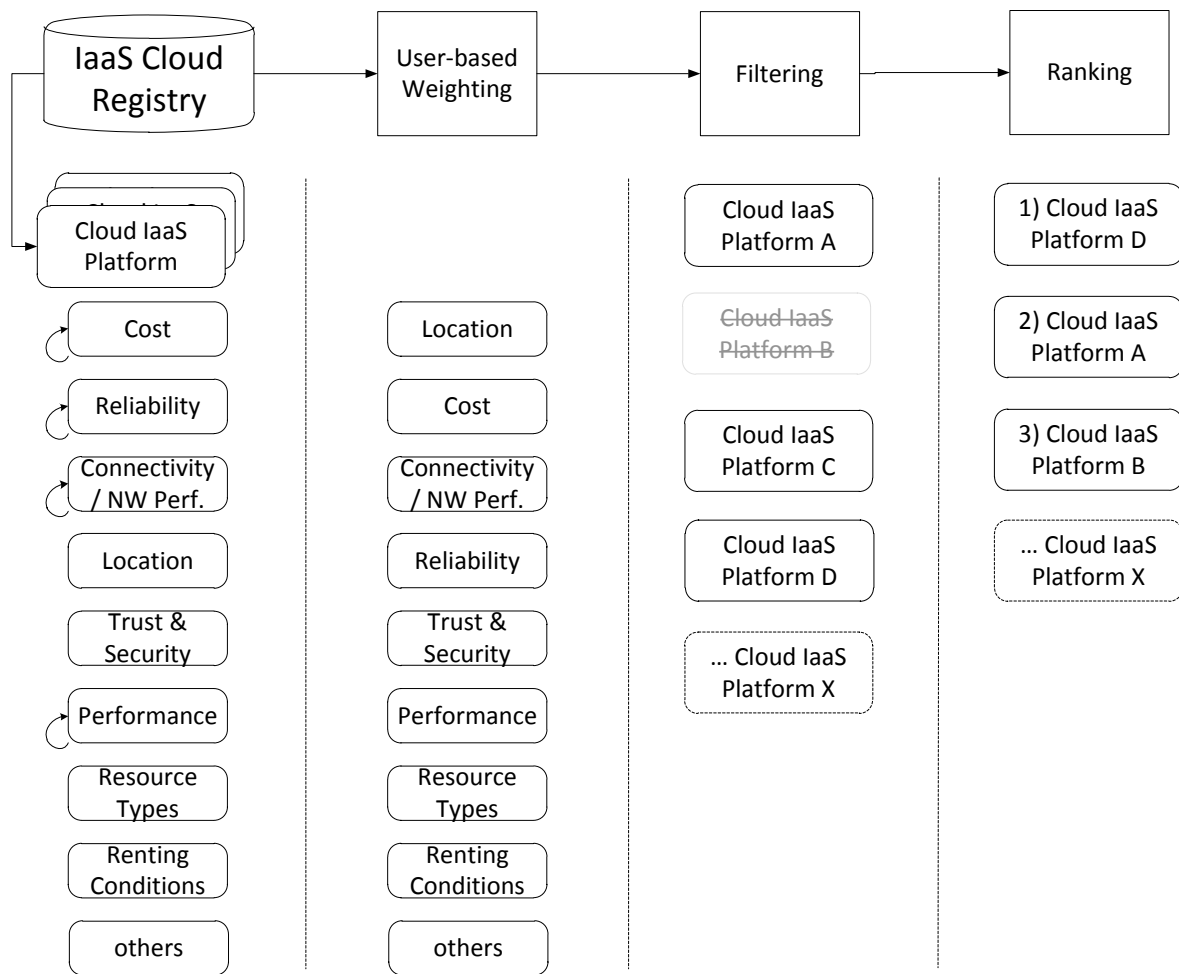 IaaS Cloud
Registry
User-based
Weighting
Filtering
Ranking
Cloud IaaS
Platform
Cost
Reliability
Connectivity
/ NW Perf.
Location
Trust &
Security
Performance
Resource
Types
Renting
Conditions
others
Location
Cost
Connectivity
/ NW Perf.
Reliability
Trust &
Security
Performance
Resource
Types
Renting
Conditions
others
Cloud IaaS
Platform A
Cloud IaaS
Platform B
Cloud IaaS
Platform C
Cloud IaaS
Platform D
... Cloud IaaS
Platform X
1) Cloud IaaS
Platform D
2) Cloud IaaS
Platform A
3) Cloud IaaS
Platform B
... Cloud IaaS
Platform X